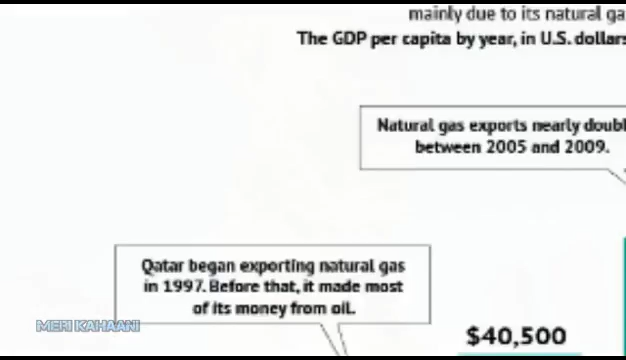 mainly due to its natural ga
The GDP per capita by year, in U.S. dollars
Natural gas exports nearly doubl
between 2005 and 2009.
Qatar began exporting natural gas
in 1997. Before that, it made most
of its money from oil.
MERI KAHAANI
$40,500